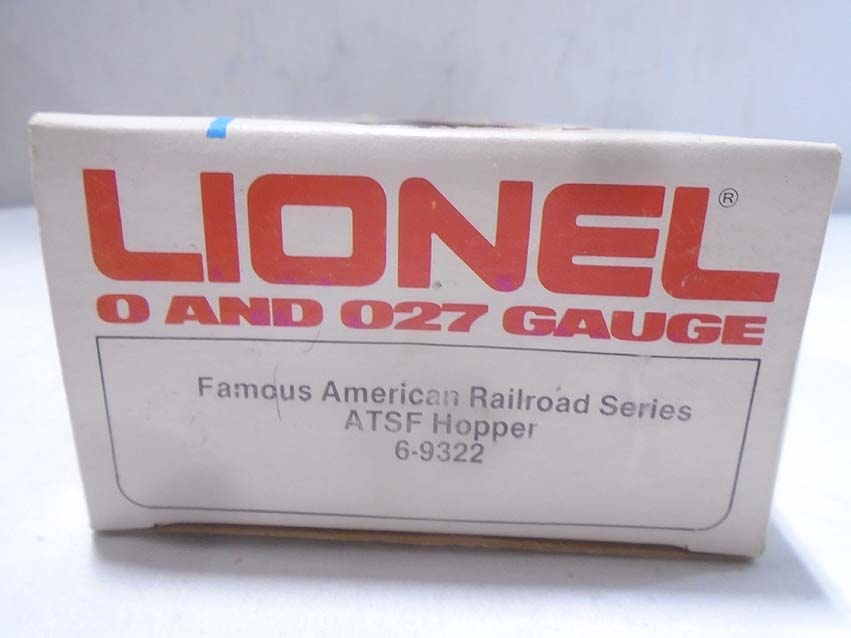 LIONEL®
O AND O27 GAUGE
Famous American Railroad Series
ATSF Hopper
6-9322